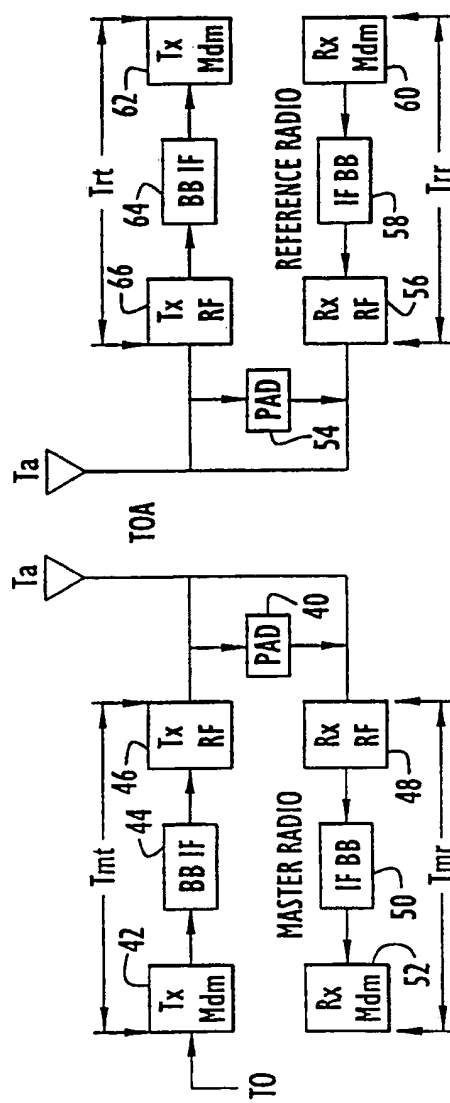 Tmt
Ta
Ta
Trt
42
Tx
Mdm
44
BB IF
46
Tx
RF
66
Tx
RF
64
BB IF
62
Tx
Mdm
TO
TOA
PAD
40
PAD
54
MASTER RADIO
REFERENCE RADIO
Rx
Mdm
52
IF BB
50
Rx
RF
48
Rx
RF
56
IF BB
58
Rx
Mdm
60
Tmr
Trr